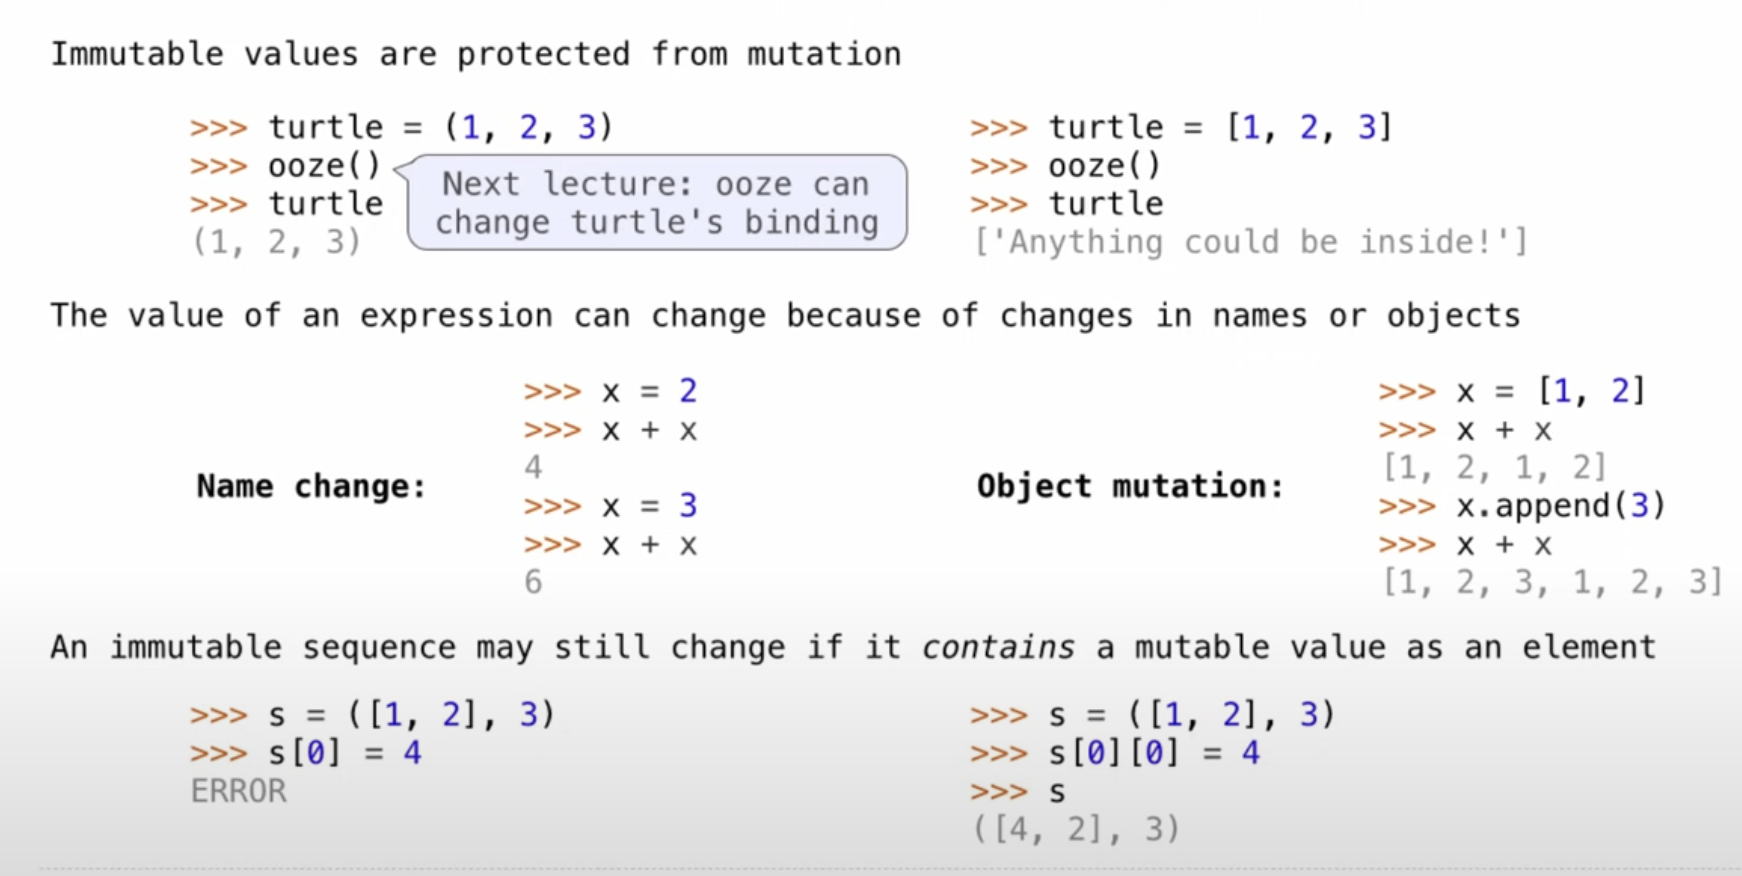 Immutable values are protected from mutation
>>> turtle = (1, 2, 3)
>>> ooze()
>>> turtle
(1, 2, 3)
Next lecture: ooze can
change turtle's binding
>>> turtle = [1, 2, 3]
>>> ooze()
>>> turtle
['Anything could be inside!']
The value of an expression can change because of changes in names or objects
Name change:
>>> x = 2
>>> x + x
4
>>> x = 3
>>> x + x
6
Object mutation:
>>> x = [1, 2]
>>> x + x
[1, 2, 1, 2]
>>> x.append(3)
>>> x + x
[1, 2, 3, 1, 2, 3]
An immutable sequence may still change if it contains a mutable value as an element
>>> s = ([1, 2], 3)
>>> s[0] = 4
ERROR
>>> s = ([1, 2], 3)
>>> s[0][0] = 4
>>> s
([4, 2], 3)